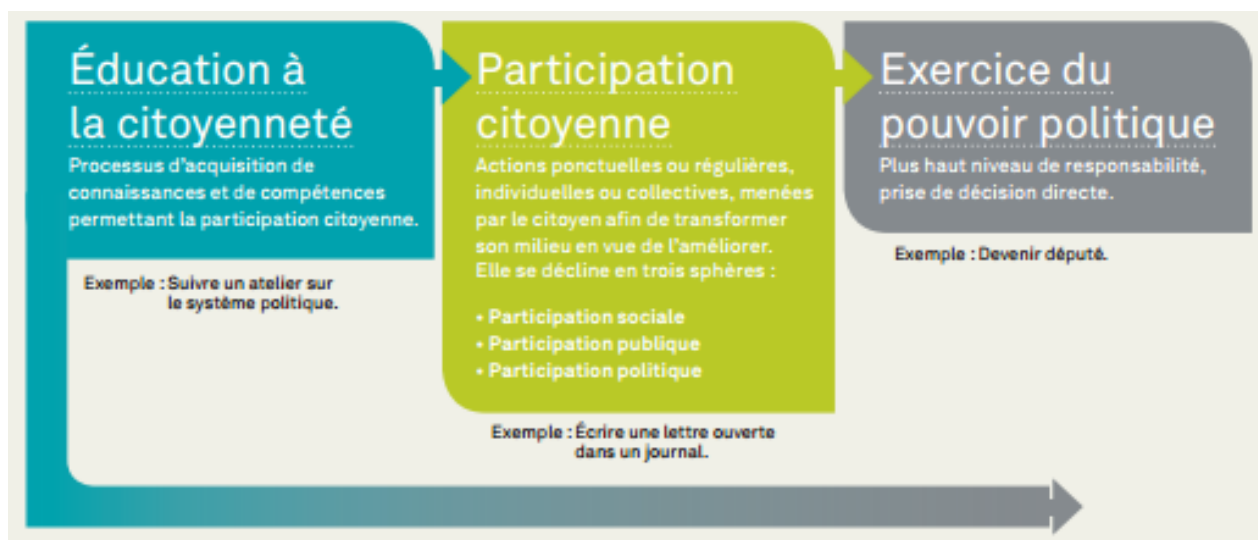 Éducation à
la citoyenneté
Processus d'acquisition de
connaissances et de compétences
permettant la participation citoyenne.
Exemple : Suivre un atelier sur
le système politique.
Participation
citoyenne
Actions ponctuelles ou régulières,
individuelles ou collectives, menées
par le citoyen afin de transformer
son milieu en vue de l'améliorer.
Elle se décline en trois sphères :
• Participation sociale
• Participation publique
• Participation politique
Exemple : Écrire une lettre ouverte
dans un journal.
Exercice du
pouvoir politique
Plus haut niveau de responsabilité,
prise de décision directe.
Exemple : Devenir député.